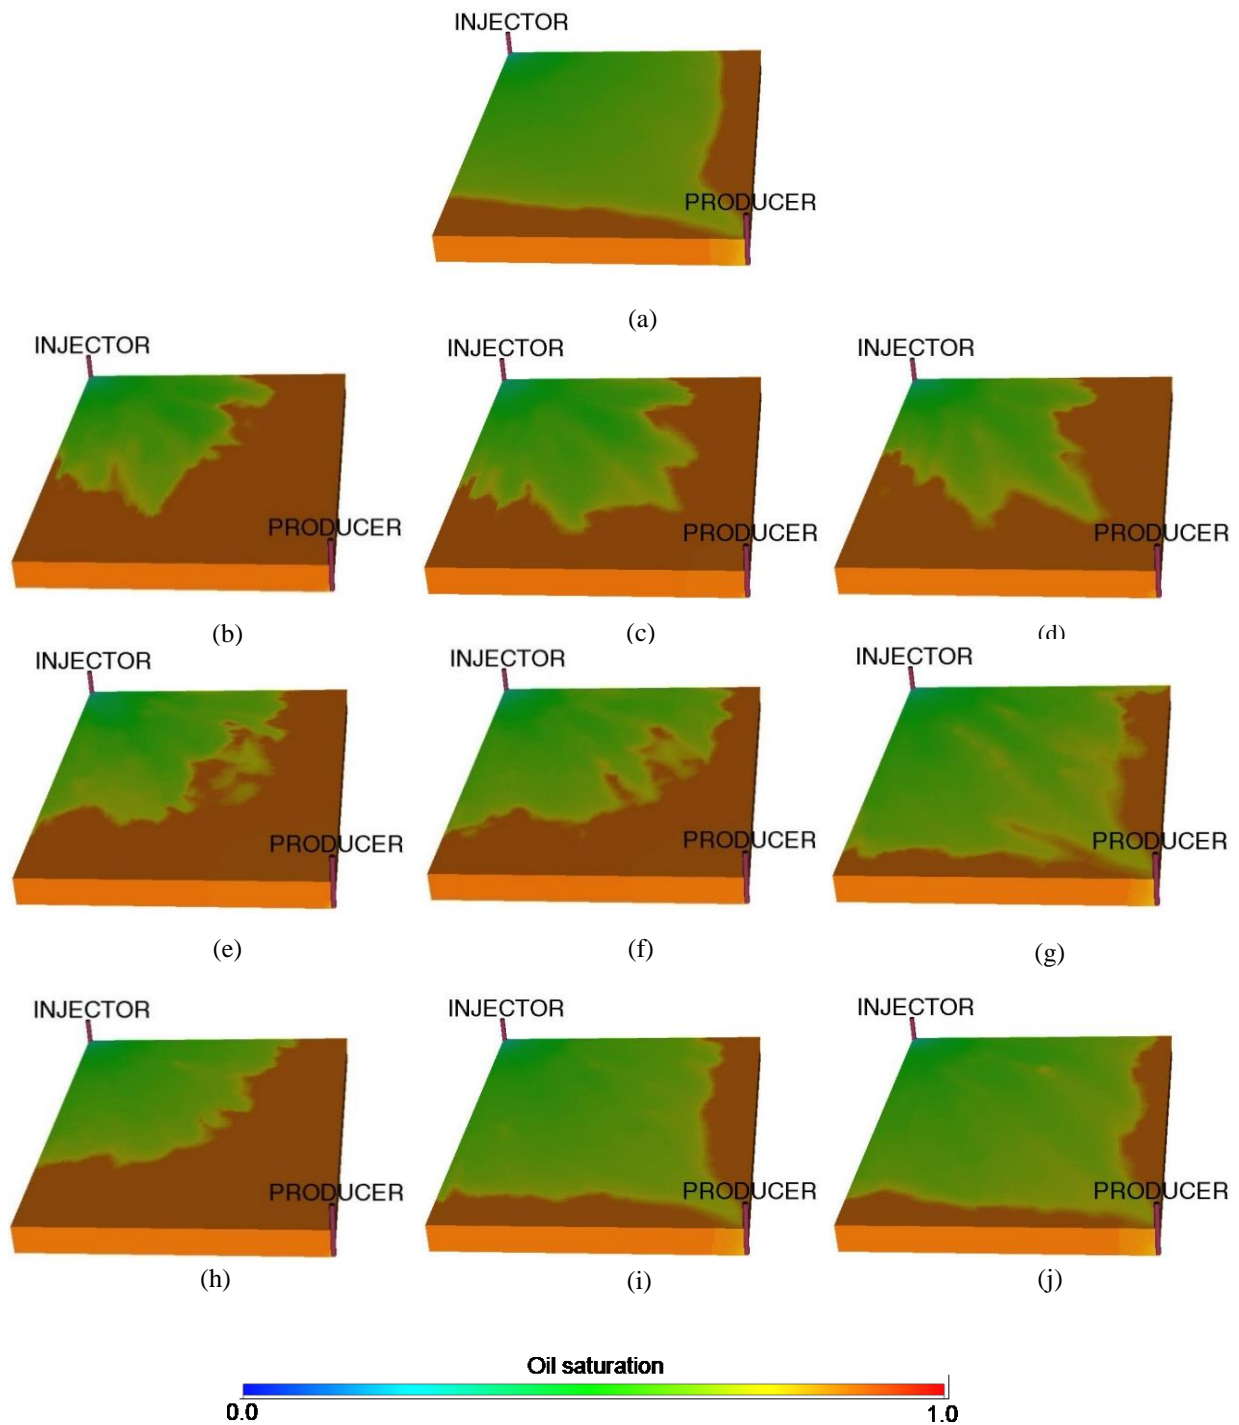 INJECTOR
PRODUCER
(a)
INJECTOR INJECTOR INJECTOR
PRODUCER PRODUCER PRODUCER
(b) (c) (d)
INJECTOR INJECTOR INJECTOR
PRODUCER PRODUCER PRODUCER
(e) (f) (g)
INJECTOR INJECTOR INJECTOR
PRODUCER PRODUCER PRODUCER
(h) (i) (j)
Oil saturation
0.0 1.0